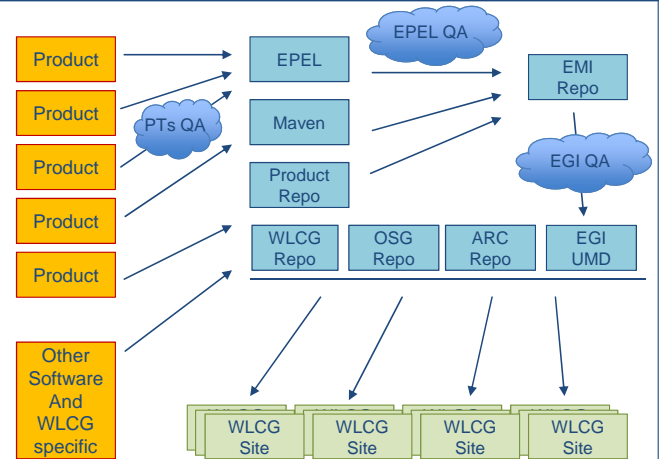 EPEL QA
Product
EPEL
EMI
Repo
Product
PTs QA
Maven
Product
EGI QA
Product
Repo
Product
WLCG
Repo
OSG
Repo
ARC
Repo
EGI
UMD
Product
Other
Software
And
WLCG
specific
WLCG
Site
WLCG
Site
WLCG
Site
WLCG
Site